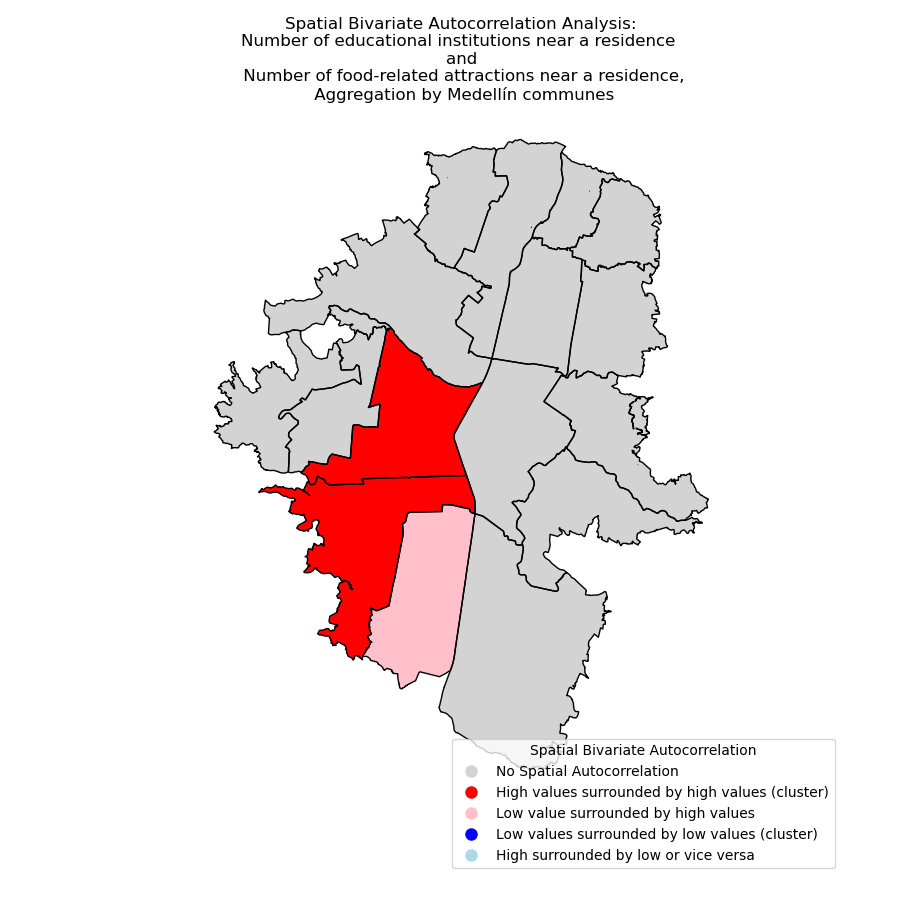 Spatial Bivariate Autocorrelation Analysis:
Number of educational institutions near a residence
and
Number of food-related attractions near a residence,
Aggregation by Medellín communes
Spatial Bivariate Autocorrelation
No Spatial Autocorrelation
High values surrounded by high values (cluster)
Low value surrounded by high values
Low values surrounded by low values (cluster)
High surrounded by low or vice versa